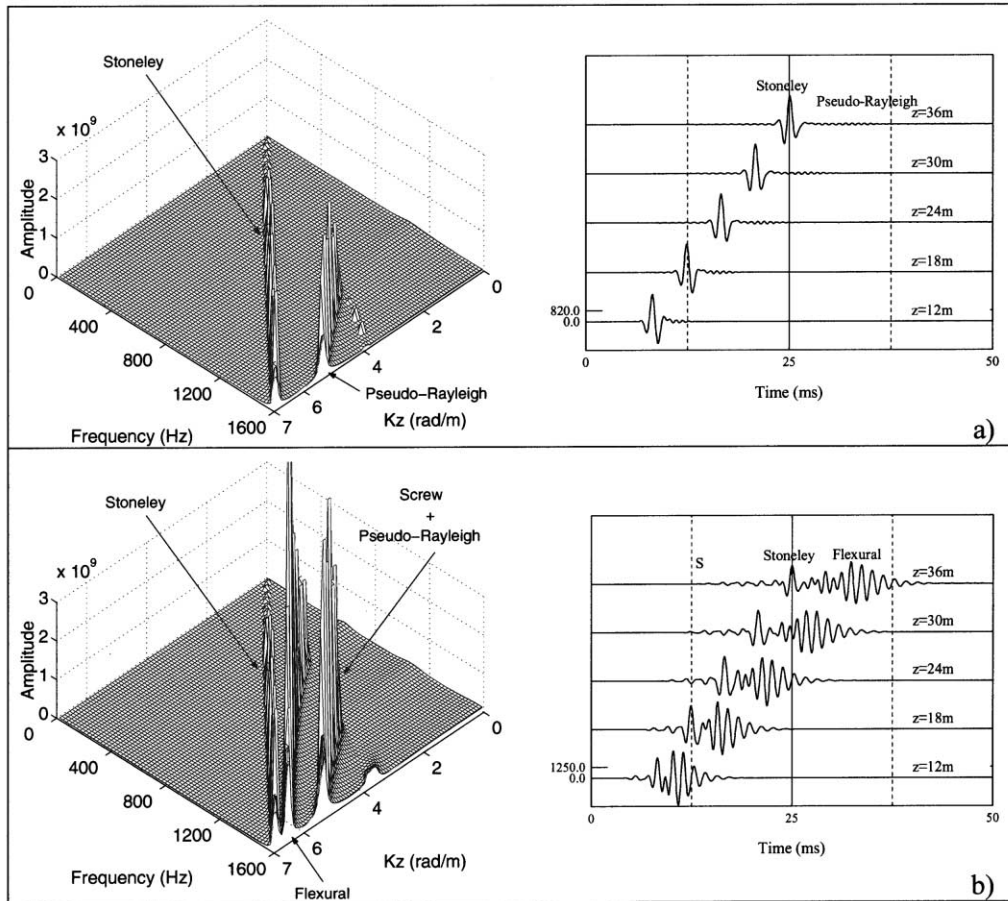 Stoneley
x 10^9
3
2
1
0
Amplitude
0
400
800
1200
1600
Frequency (Hz)
7
6
4
2
0
Kz (rad/m)
Pseudo-Rayleigh
Stoneley
Pseudo-Rayleigh
z=36m
z=30m
z=24m
z=18m
z=12m
820.0
0.0
0
25
50
Time (ms)
a)
Stoneley
Screw
+
Pseudo-Rayleigh
x 10^9
3
2
1
0
Amplitude
0
400
800
1200
1600
Frequency (Hz)
7
6
4
2
0
Kz (rad/m)
Flexural
S
Stoneley
Flexural
z=36m
z=30m
z=24m
z=18m
z=12m
1250.0
0.0
0
25
50
Time (ms)
b)